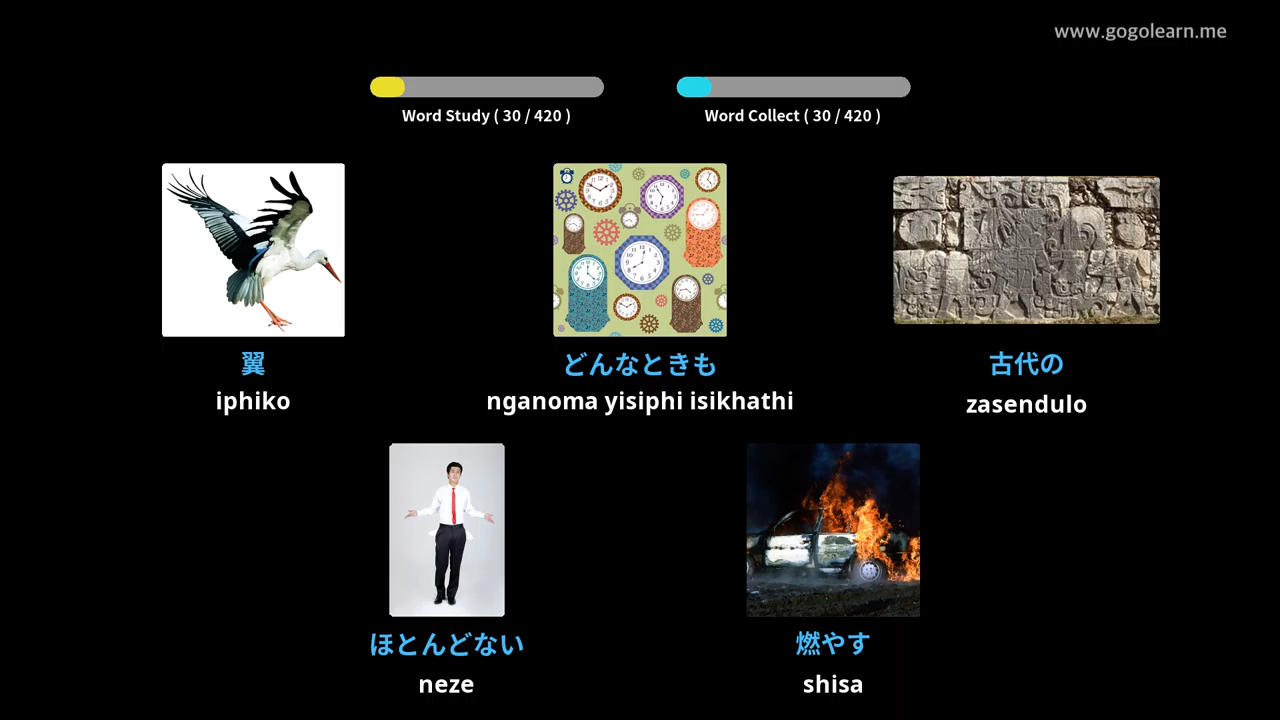 www.gogolearn.me
Word Study ( 30 / 420 )
Word Collect ( 30 / 420 )
翼
iphiko
どんなときも
nganoma yisiphi isikhathi
古代の
zasendulo
ほとんどない
neze
燃やす
shisa